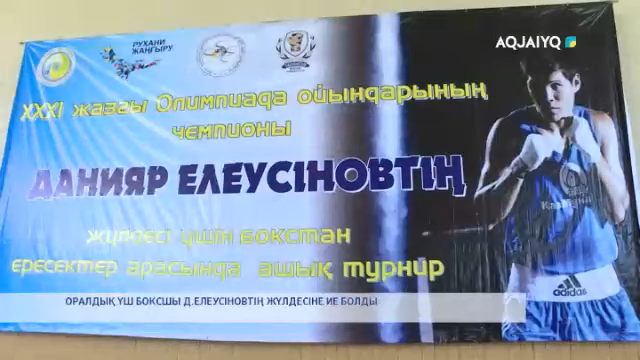 AQJAIYQ
РУХАНИ
ЖАҢҒЫРУ
XXXI жазғы Олимпиада ойындарының
чемпионы
ДАНИЯР ЕЛЕУСІНОВТІҢ
жүлдесі үшін бокстан
ересектер арасында ашық турнир
adidas
ОРАЛДЫҚ ҮШ БОКСШЫ Д.ЕЛЕУСІНОВТІҢ ЖҮЛДЕСІНЕ ИЕ БОЛДЫ